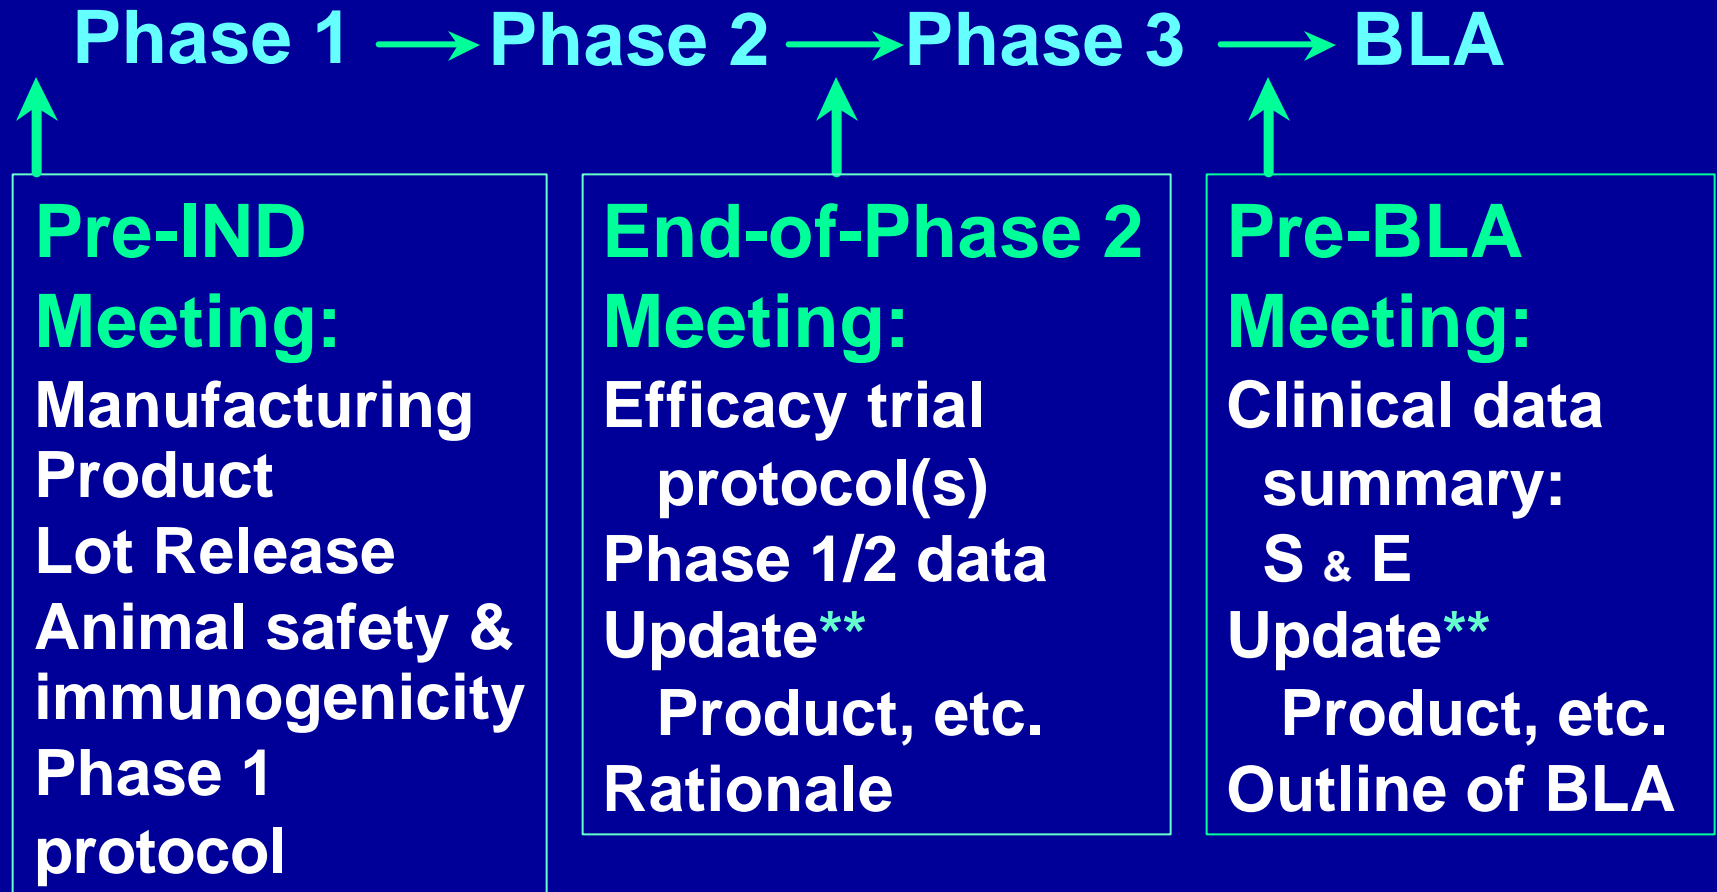 Phase 1 → Phase 2 → Phase 3 → BLA
Pre-IND
Meeting:
Manufacturing
Product
Lot Release
Animal safety &
immunogenicity
Phase 1
protocol
End-of-Phase 2
Meeting:
Efficacy trial
protocol(s)
Phase 1/2 data
Update**
Product, etc.
Rationale
Pre-BLA
Meeting:
Clinical data
summary:
S & E
Update**
Product, etc.
Outline of BLA